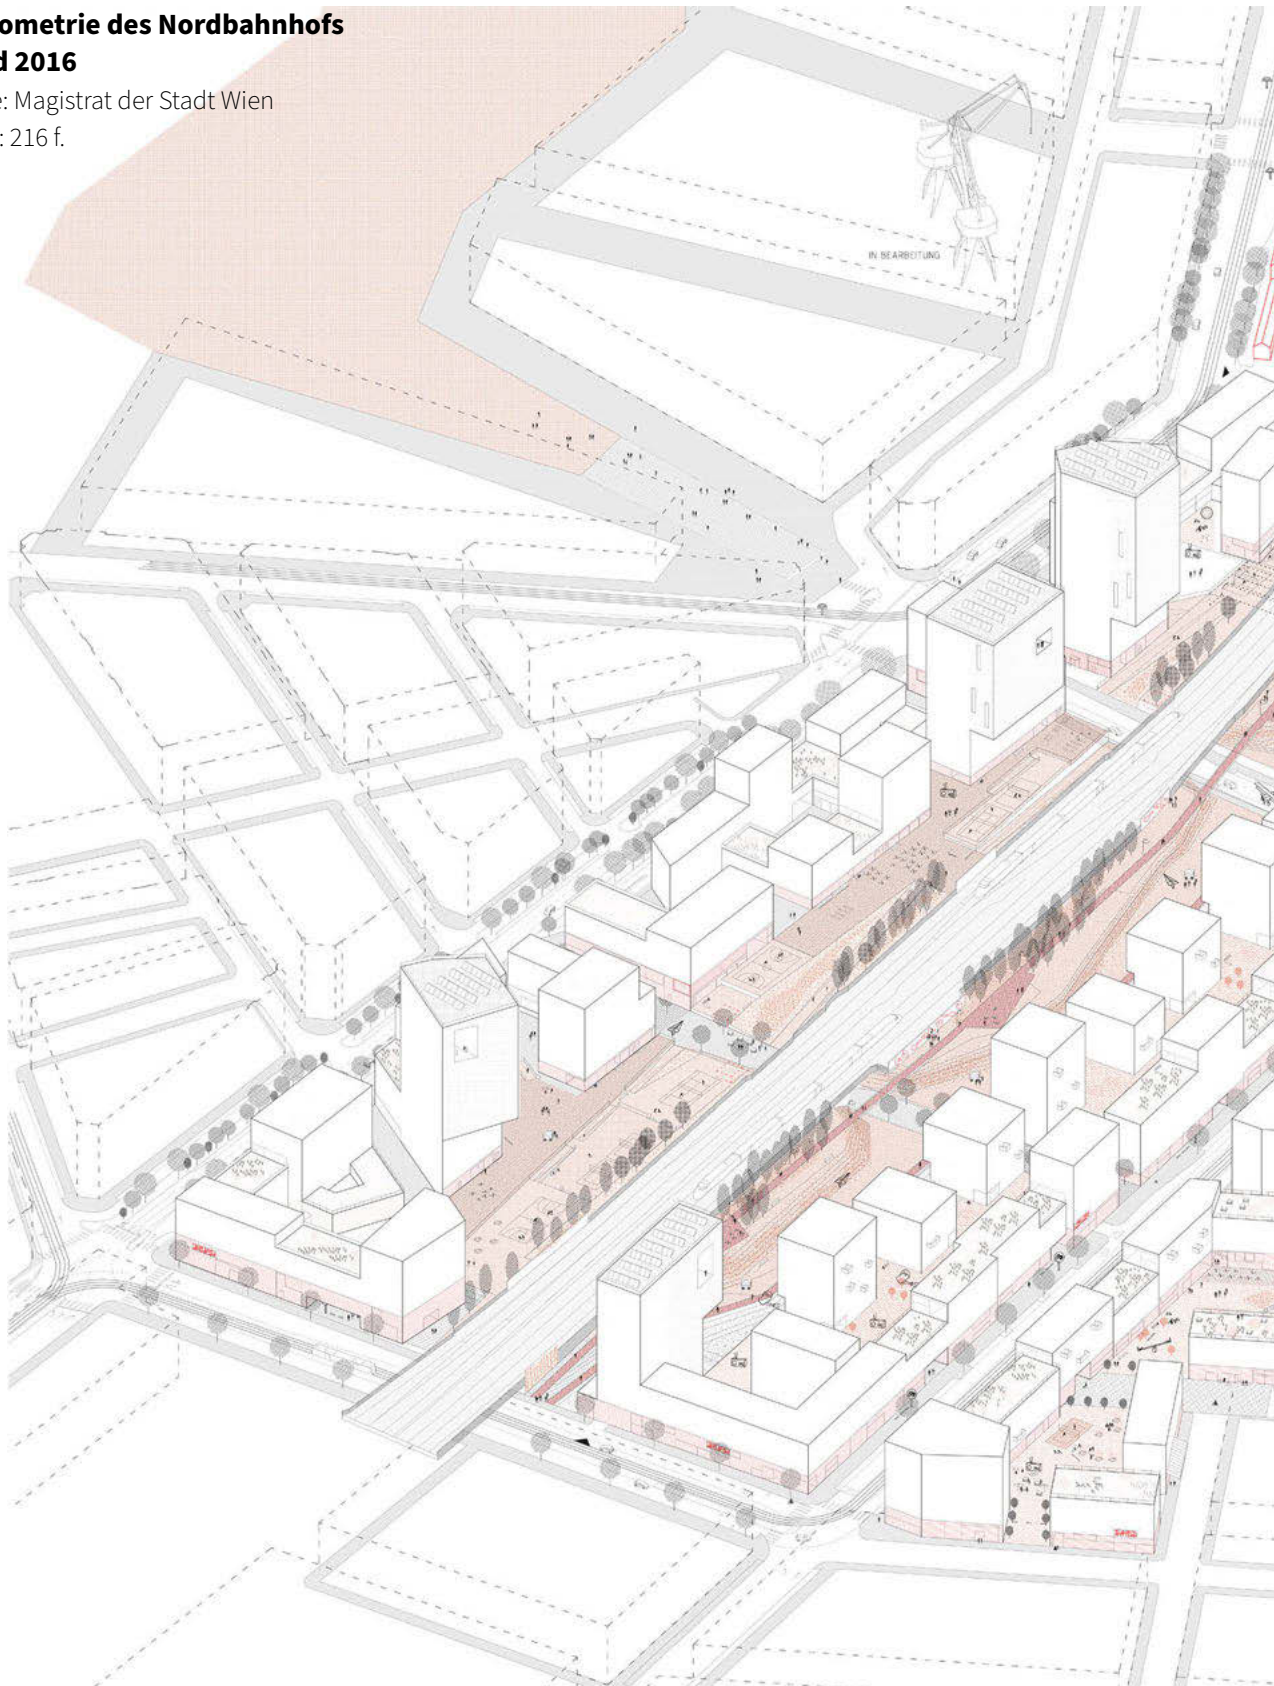 ometrie des Nordbahnhofs
d 2016
e: Magistrat der Stadt Wien
: 216 f.
IN BEARBEITUNG